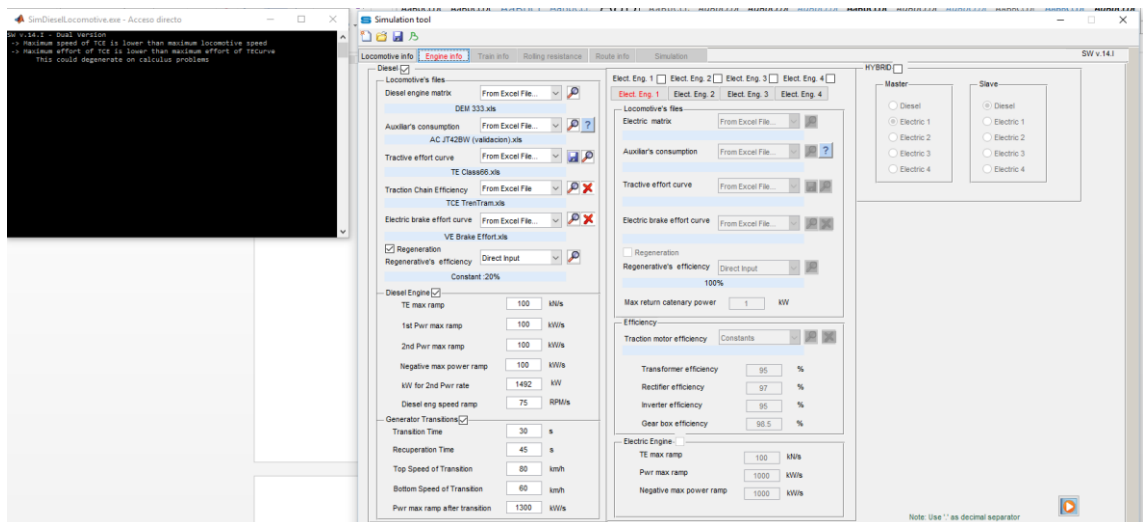 SimDieselLocomotive.exe - Acceso directo
SW v.14.I - Dual Version
-> Maximum speed of TCE is lower than maximum locomotive speed
-> Maximum effort of TCE is lower than maximum effort of TECurve
This could degenerate on calculus problems
Simulation tool
Locomotive info Engine info Train info Rolling resistance Route info Simulation
SW v.14.I
Diesel
Locomotive's files
Diesel engine matrix From Excel File...
DEM 333.xls
Auxiliar's consumption From Excel File... ?
AC JT42BW (validacion).xls
Tractive effort curve From Excel File...
TE Class66.xls
Traction Chain Efficiency From Excel File
TCE TrenTram.xls
Electric brake effort curve From Excel File...
VE Brake Effort.xls
Regeneration
Regenerative's efficiency Direct Input
Constant :20%
Diesel Engine
TE max ramp 100 kN/s
1st Pwr max ramp 100 kW/s
2nd Pwr max ramp 100 kW/s
Negative max power ramp 100 kW/s
kW for 2nd Pwr rate 1492 kW
Diesel eng speed ramp 75 RPM/s
Generator Transitions
Transition Time 30 s
Recuperation Time 45 s
Top Speed of Transition 80 km/h
Bottom Speed of Transition 60 km/h
Pwr max ramp after transition 1300 kW/s
Elect. Eng. 1 Elect. Eng. 2 Elect. Eng. 3 Elect. Eng. 4
Elect. Eng. 1 Elect. Eng. 2 Elect. Eng. 3 Elect. Eng. 4
Locomotive's files
Electric matrix From Excel File...
Auxiliar's consumption From Excel File... ?
Tractive effort curve From Excel File...
Electric brake effort curve From Excel File...
Regeneration
Regenerative's efficiency Direct Input
100%
Max return catenary power 1 kW
Efficiency
Traction motor efficiency Constants
Transformer efficiency 95 %
Rectifier efficiency 97 %
Inverter efficiency 95 %
Gear box efficiency 98.5 %
Electric Engine
TE max ramp 100 kN/s
Pwr max ramp 1000 kW/s
Negative max power ramp 1000 kW/s
HYBRID
Master
Diesel
Electric 1
Electric 2
Electric 3
Electric 4
Slave
Diesel
Electric 1
Electric 2
Electric 3
Electric 4
Note: Use '.' as decimal separator